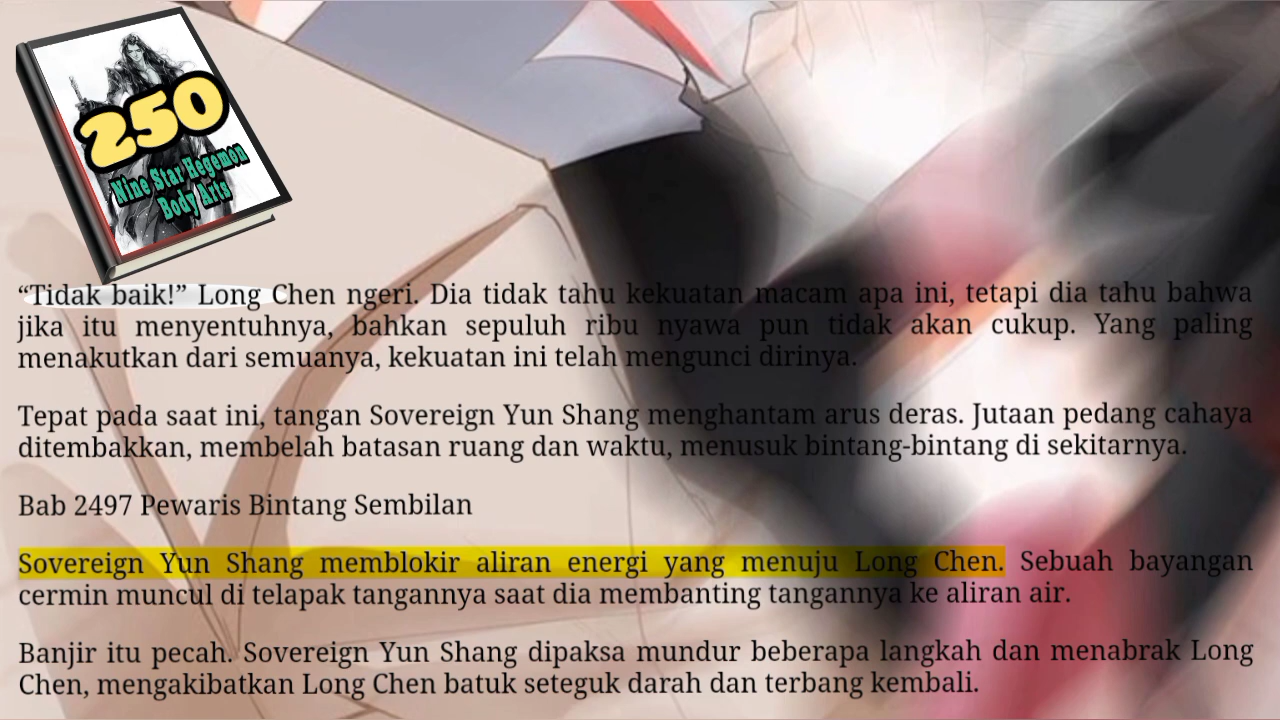 250
Nine Star Hegemon
Body Arts
“Tidak baik!” Long Chen ngeri. Dia tidak tahu kekuatan macam apa ini, tetapi dia tahu bahwa
jika itu menyentuhnya, bahkan sepuluh ribu nyawa pun tidak akan cukup. Yang paling
menakutkan dari semuanya, kekuatan ini telah mengunci dirinya.
Tepat pada saat ini, tangan Sovereign Yun Shang menghantam arus deras. Jutaan pedang cahaya
ditembakkan, membelah batasan ruang dan waktu, menusuk bintang-bintang di sekitarnya.
Bab 2497 Pewaris Bintang Sembilan
Sovereign Yun Shang memblokir aliran energi yang menuju Long Chen. Sebuah bayangan
cermin muncul di telapak tangannya saat dia membanting tangannya ke aliran air.
Banjir itu pecah. Sovereign Yun Shang dipaksa mundur beberapa langkah dan menabrak Long
Chen, mengakibatkan Long Chen batuk seteguk darah dan terbang kembali.